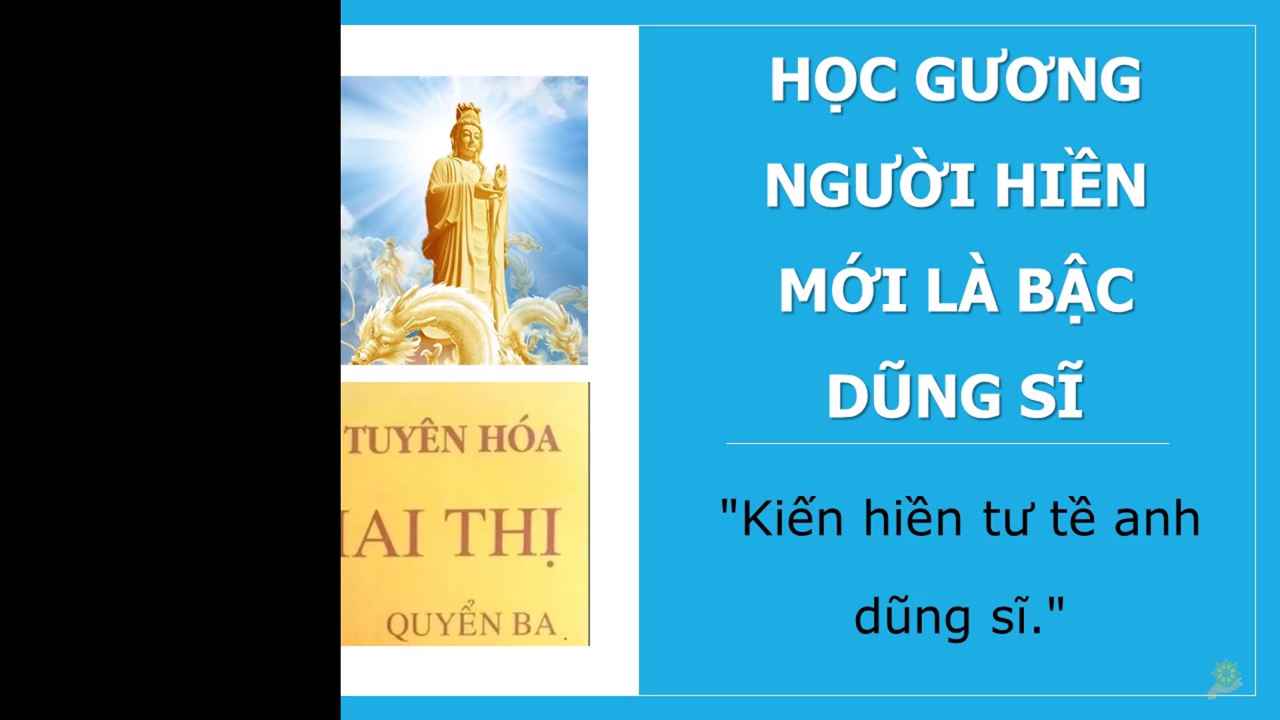 HỌC GƯƠNG
NGƯỜI HIỀN
MỚI LÀ BẬC
DŨNG SĨ
"Kiến hiền tư tề anh
dũng sĩ."
TUYÊN HÓA
THỊ
QUYỂN BA